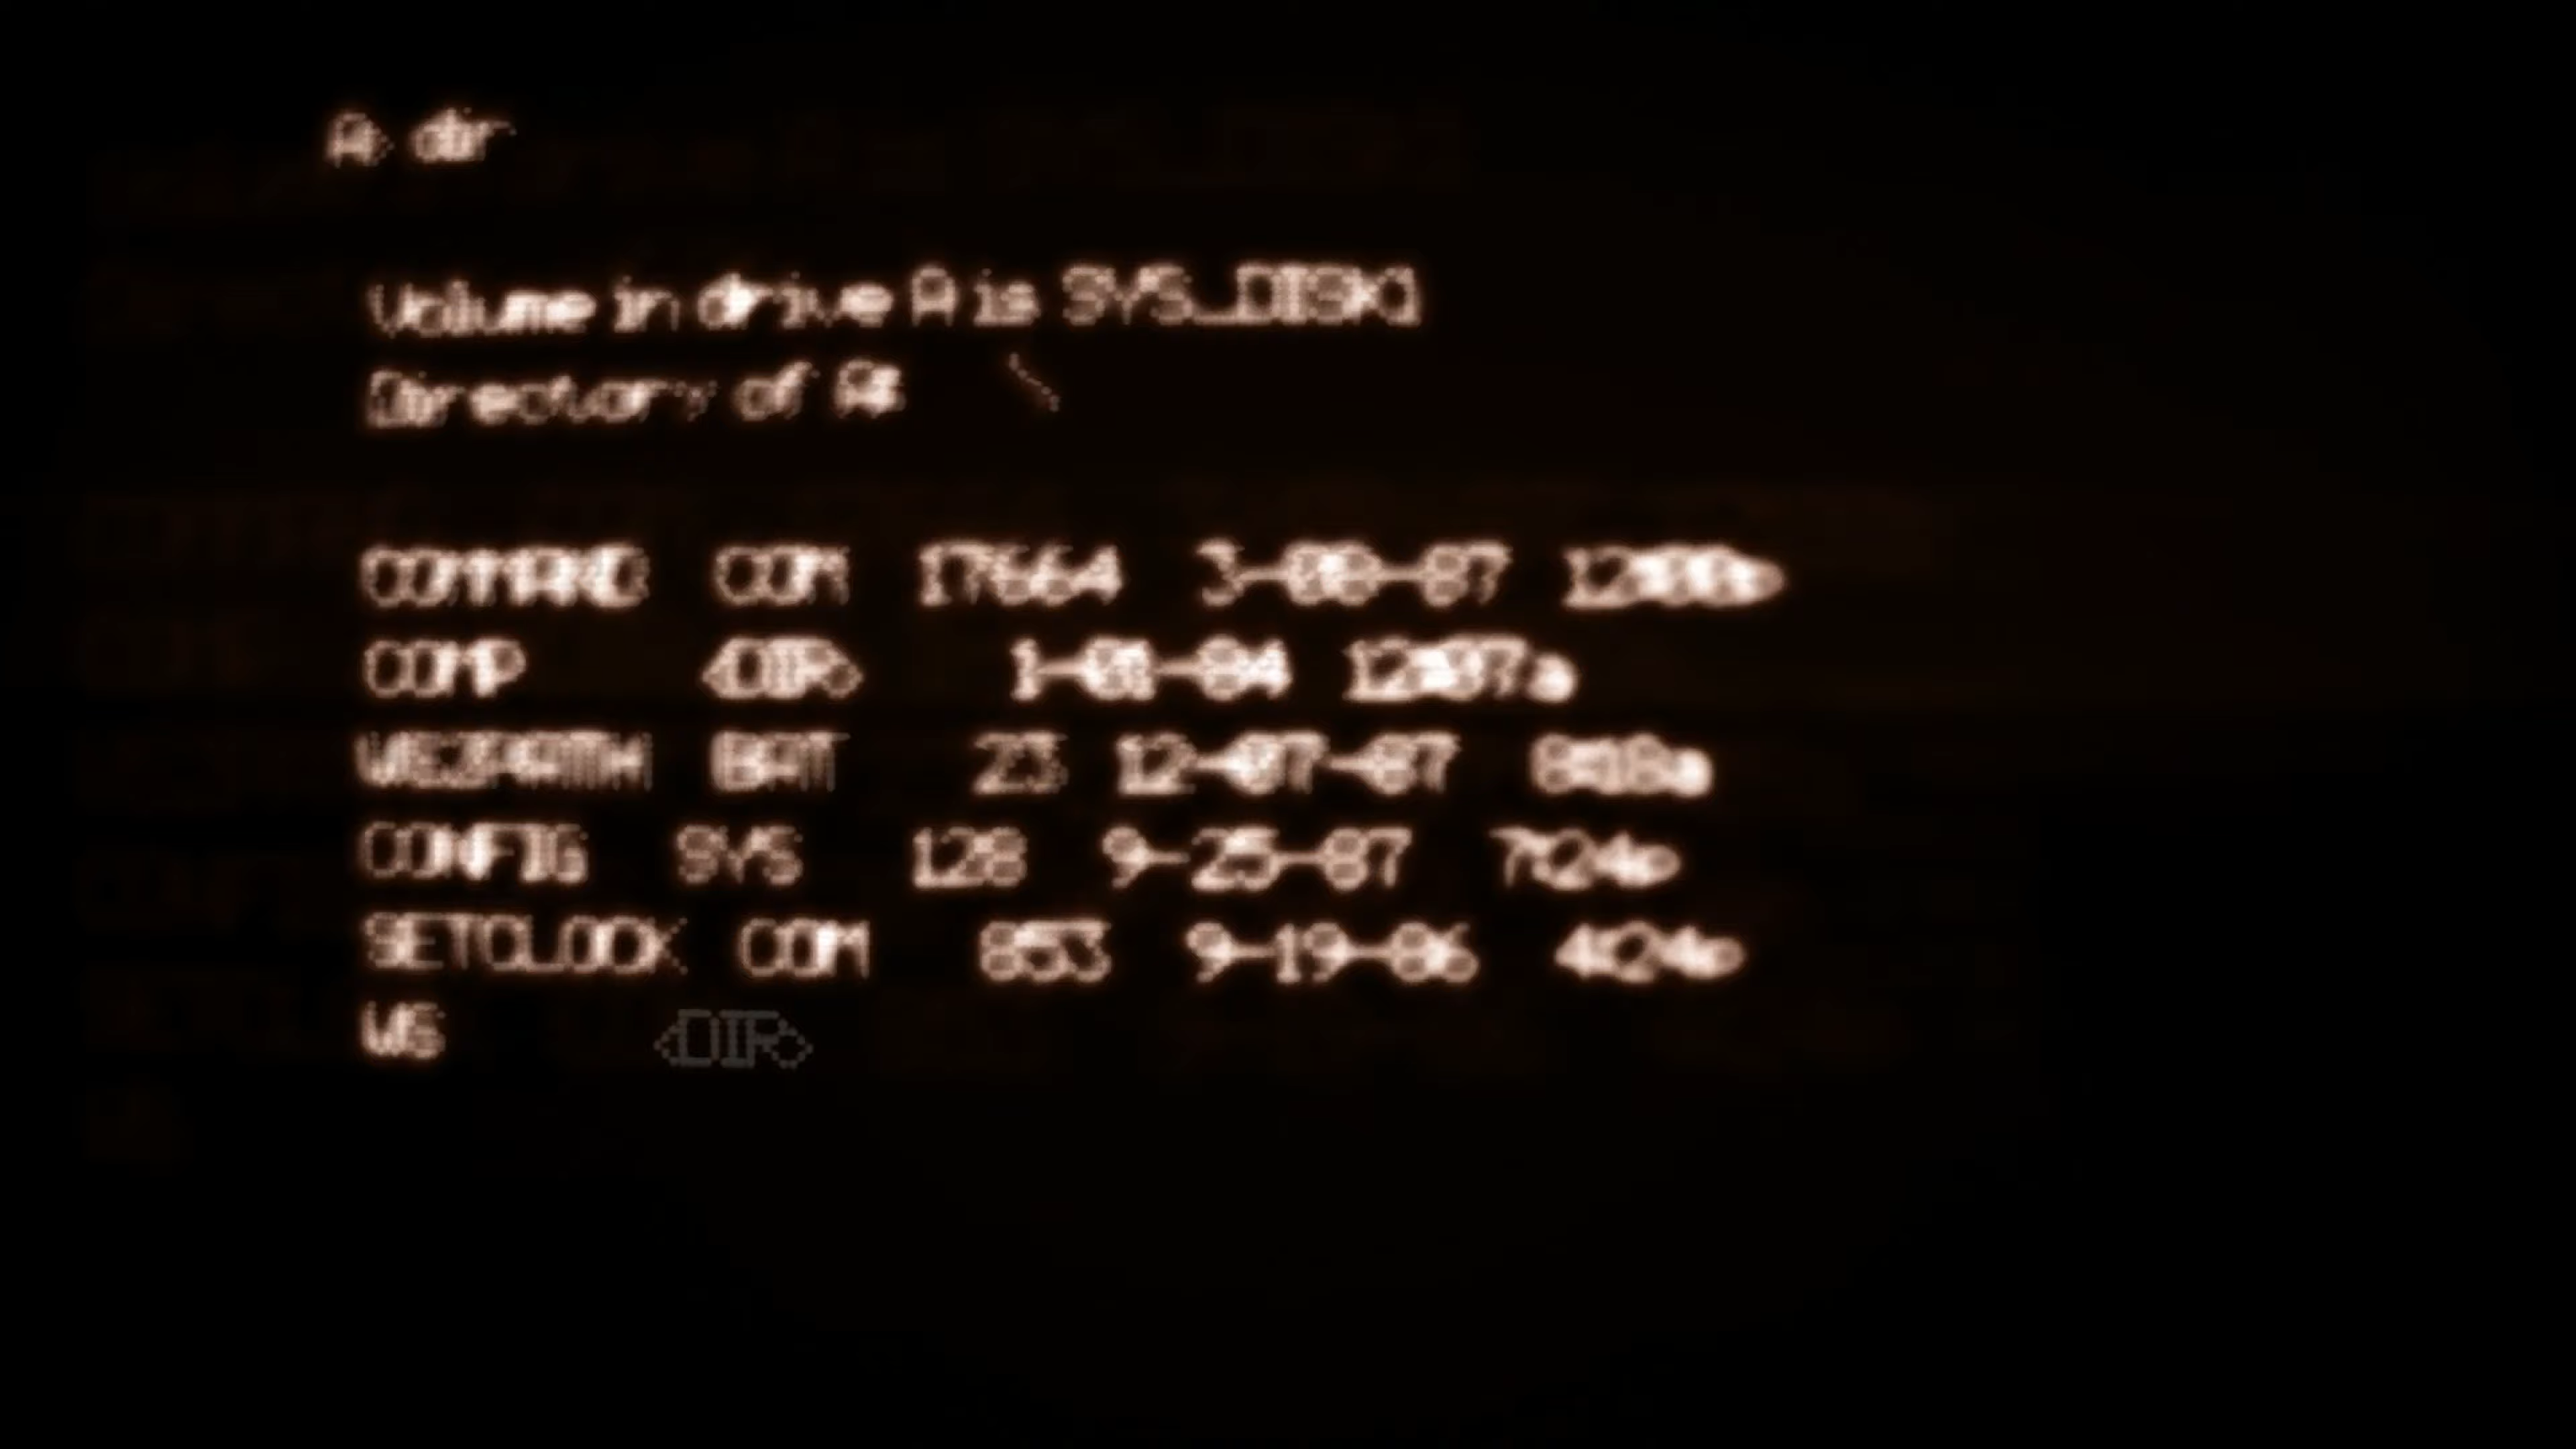 A> dir
Volume in drive A is SYS_DISK1
Directory of A: \
COMMAND COM 17664 3-08-87 12:00p
COMP <DIR> 1-01-84
BAT 23 12-07-87 8:18a
CONFIG SYS 128 9-25-87 7:24p
SETCLOCK COM 853 9-19-86 4:24p
WS <DIR>